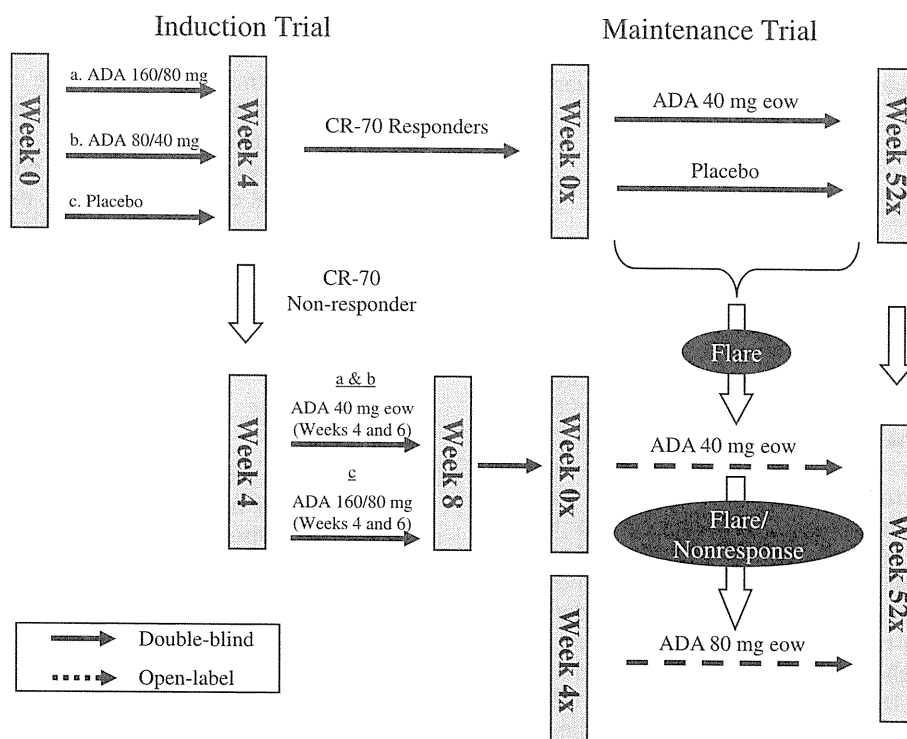 Induction Trial
Maintenance Trial
Week 0
a. ADA 160/80 mg
b. ADA 80/40 mg
c. Placebo
Week 4
CR-70 Responders
Week 0x
ADA 40 mg eow
Placebo
Week 52x
CR-70
Non-responder
Flare
Week 4
a & b
ADA 40 mg eow
(Weeks 4 and 6)
c
ADA 160/80 mg
(Weeks 4 and 6)
Week 8
Week 0x
ADA 40 mg eow
Flare/
Nonresponse
Week 4x
ADA 80 mg eow
Week 52x
Double-blind
Open-label